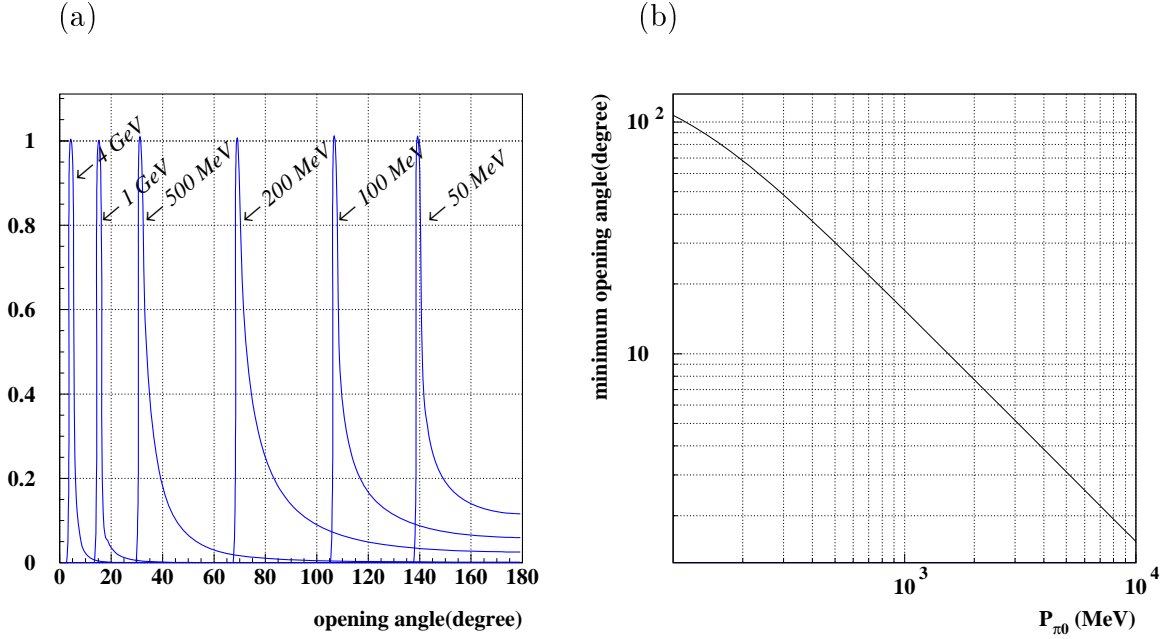 (a)
1
0.8
0.6
0.4
0.2
0
0 20 40 60 80 100 120 140 160 180
← 4 GeV
← 1 GeV
← 500 MeV
← 200 MeV
← 100 MeV
← 50 MeV
opening angle(degree)
(b)
minimum opening angle(degree)
10 2
10
10 3
10 4
Pπ0 (MeV)